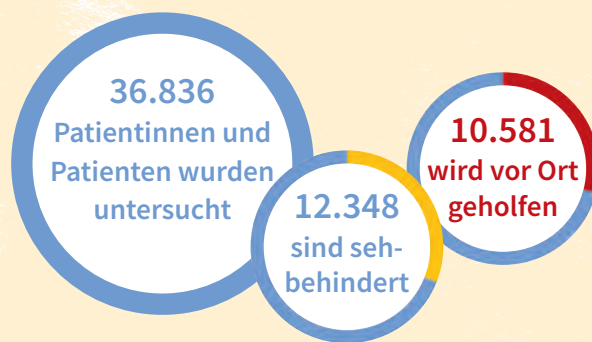 36.836
Patientinnen und
Patienten wurden
untersucht
12.348
sind seh-
behindert
10.581
wird vor Ort
geholfen